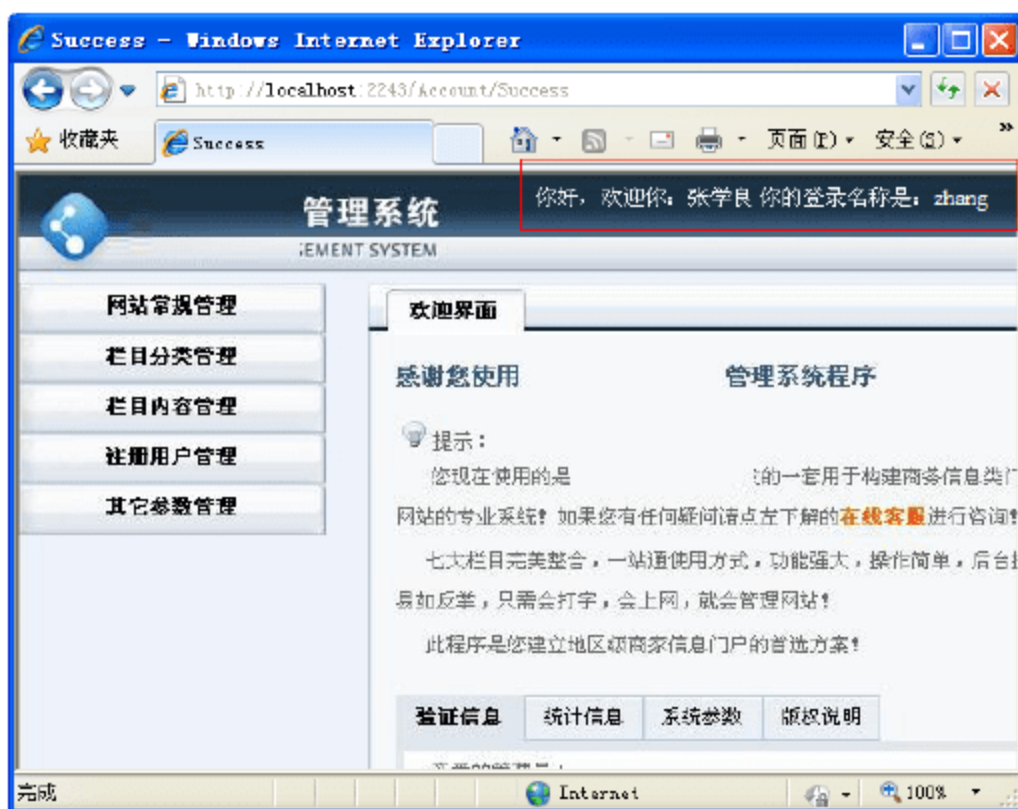 Success - Windows Internet Explorer
http://localhost:2243/Account/Success
收藏夹 Success 页面(P) 安全(S) »
管理系统 你好,欢迎你:张学良 你的登录名称是:zhang
EMENT SYSTEM
网站常规管理
栏目分类管理
栏目内容管理
注册用户管理
其它参数管理
欢迎界面
感谢您使用 管理系统程序
提示:
您现在使用的是 的一套用于构建商务信息类门
网站的专业系统!如果您有任何疑问请点左下解的在线客服进行咨询!
七大栏目完美整合,一站通使用方式,功能强大,操作简单,后台
易如反掌,只需会打字,会上网,就会管理网站!
此程序是您建立地区级商家信息门户的首选方案!
验证信息 统计信息 系统参数 版权说明
完成 Internet 100%